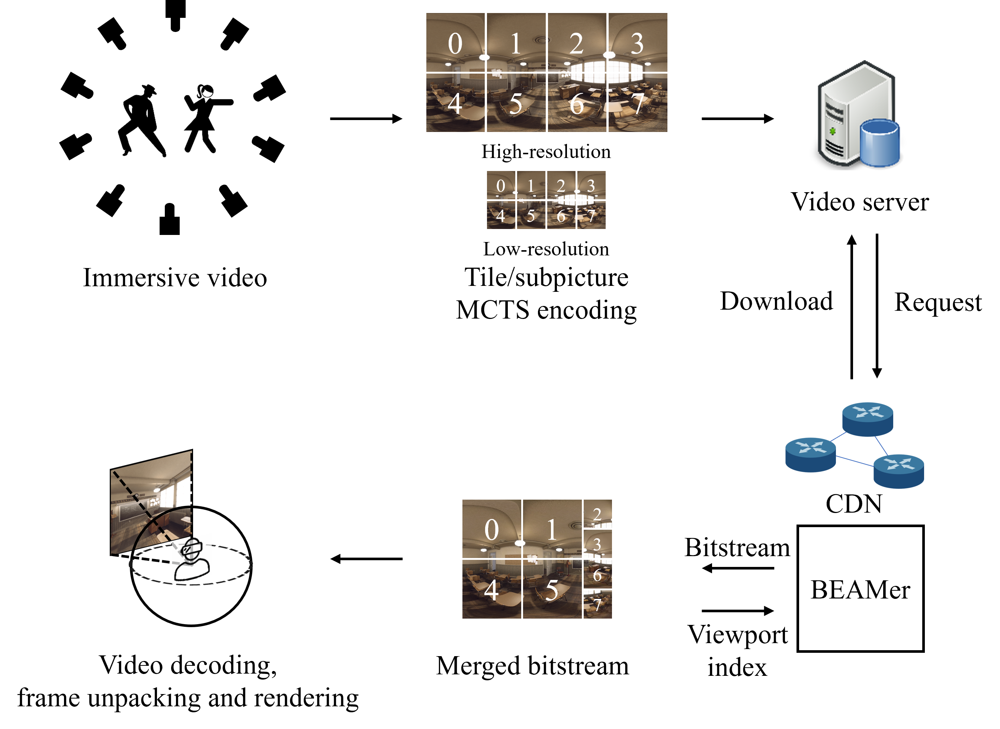 0 1 2 3
4 5 6 7
High-resolution
0 1 2 3
4 5 6 7
Low-resolution
Tile/subpicture
MCTS encoding
Immersive video
Video server
Download
Request
CDN
BEAMer
Bitstream
Viewport
index
0 1 2
3
4 5 6
7
Merged bitstream
Video decoding,
frame unpacking and rendering